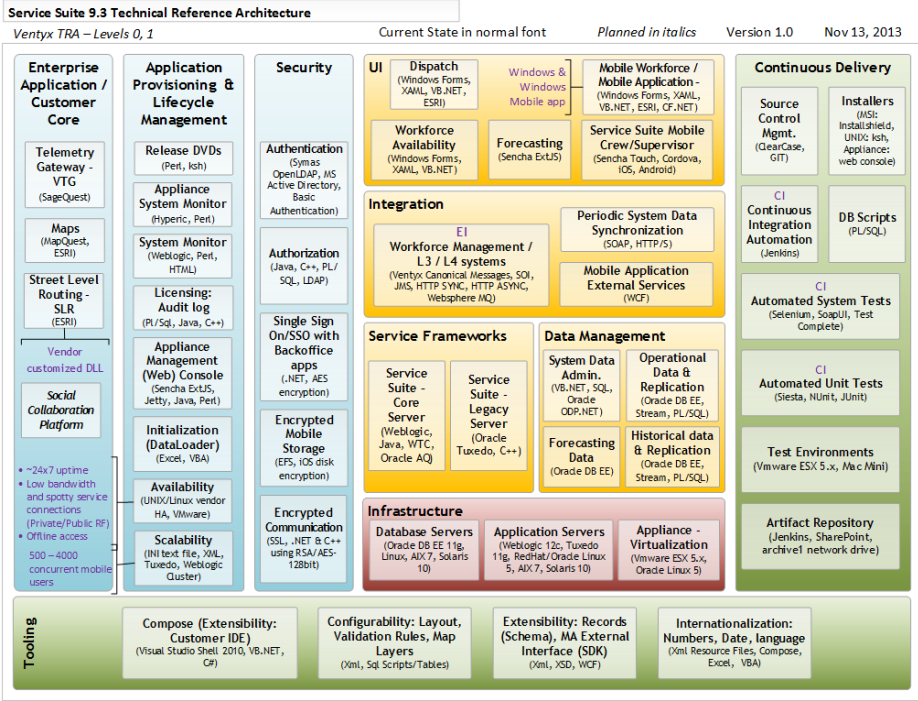 Service Suite 9.3 Technical Reference Architecture
Ventyx TRA – Levels 0, 1
Current State in normal font
Planned in italics
Version 1.0
Nov 13, 2013
Enterprise
Application /
Customer
Core
Telemetry
Gateway -
VTG
(SageQuest)
Maps
(MapQuest,
ESRI)
Street Level
Routing -
SLR
(ESRI)
Vendor
customized DLL
Social
Collaboration
Platform
• ~24x7 uptime
• Low bandwidth
and spotty service
connections
(Private/Public RF)
• Offline access
500 – 4000
concurrent mobile
users
Application
Provisioning &
Lifecycle
Management
Release DVDs
(Perl, ksh)
Appliance
System Monitor
(Hyperic, Perl)
System Monitor
(Weblogic, Perl,
HTML)
Licensing:
Audit log
(Pl/Sql, Java, C++)
Appliance
Management
(Web) Console
(Sencha ExtJS,
Jetty, Java, Perl)
Initialization
(DataLoader)
(Excel, VBA)
Availability
(UNIX/Linux vendor
HA, VMware)
Scalability
(INI text file, XML,
Tuxedo, Weblogic
Cluster)
Security
Authentication
(Symas
OpenLDAP, MS
Active Directory,
Basic
Authentication)
Authorization
(Java, C++, PL/
SQL, LDAP)
Single Sign
On/SSO with
Backoffice
apps
(.NET, AES
encryption)
Encrypted
Mobile
Storage
(EFS, iOS disk
encryption)
Encrypted
Communication
(SSL, .NET & C++
using RSA/AES-
128bit)
UI
Dispatch
(Windows Forms,
XAML, VB.NET,
ESRI)
Windows &
Windows
Mobile app
Mobile Workforce /
Mobile Application -
(Windows Forms, XAML,
VB.NET, ESRI, CF.NET)
Workforce
Availability
(Windows Forms,
XAML, VB.NET)
Forecasting
(Sencha ExtJS)
Service Suite Mobile
Crew/Supervisor
(Sencha Touch, Cordova,
iOS, Android)
Integration
EI
Workforce Management /
L3 / L4 systems
(Ventyx Canonical Messages, SOI,
JMS, HTTP SYNC, HTTP ASYNC,
Websphere MQ)
Periodic System Data
Synchronization
(SOAP, HTTP/S)
Mobile Application
External Services
(WCF)
Service Frameworks
Service
Suite -
Core
Server
(Weblogic,
Java, WTC,
Oracle AQ)
Service
Suite -
Legacy
Server
(Oracle
Tuxedo, C++)
Data Management
System Data
Admin.
(VB.NET, SQL,
Oracle
ODP.NET)
Operational
Data &
Replication
(Oracle DB EE,
Stream, PL/SQL)
Forecasting
Data
(Oracle DB EE)
Historical data
& Replication
(Oracle DB EE,
Stream, PL/SQL)
Infrastructure
Database Servers
(Oracle DB EE 11g,
Linux, AIX 7, Solaris
10)
Application Servers
(Weblogic 12c, Tuxedo
11g, RedHat/Oracle Linux
5, AIX 7, Solaris 10)
Appliance -
Virtualization
(Vmware ESX 5.x,
Oracle Linux 5)
Continuous Delivery
Source
Control
Mgmt.
(QearCase,
GIT)
Installers
(MSI:
Installshield,
UNIX: ksh,
Appliance:
web console)
CI
Continuous
Integration
Automation
(Jenkins)
DB Scripts
(PL/SQL)
CI
Automated System Tests
(Selenium, SoapUI, Test
Complete)
CI
Automated Unit Tests
(Siesta, NUnit, JUnit)
Test Environments
(Vmware ESX 5.x, Mac Mini)
Artifact Repository
(Jenkins, SharePoint,
archive1 network drive)
Tooling
Compose (Extensibility:
Customer IDE)
(Visual Studio Shell 2010, VB.NET,
C#)
Configurability: Layout,
Validation Rules, Map
Layers
(Xml, Sql Scripts/Tables)
Extensibility: Records
(Schema), MA External
Interface (SDK)
(Xml, XSD, WCF)
Internationalization:
Numbers, Date, language
(Xml Resource Files, Compose,
Excel, VBA)